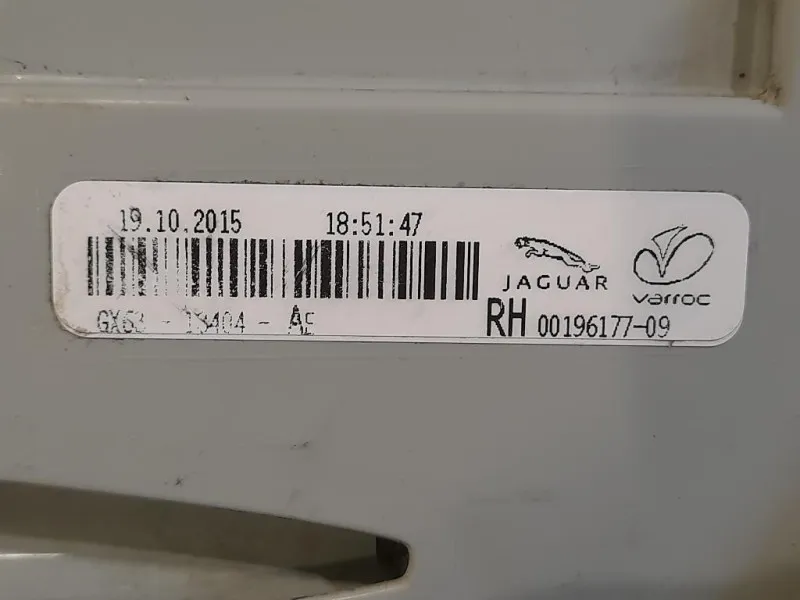 19.10.2015 18:51:47
JAGUAR
varroc
GX63 - 13404 - AE
RH 00196177-09